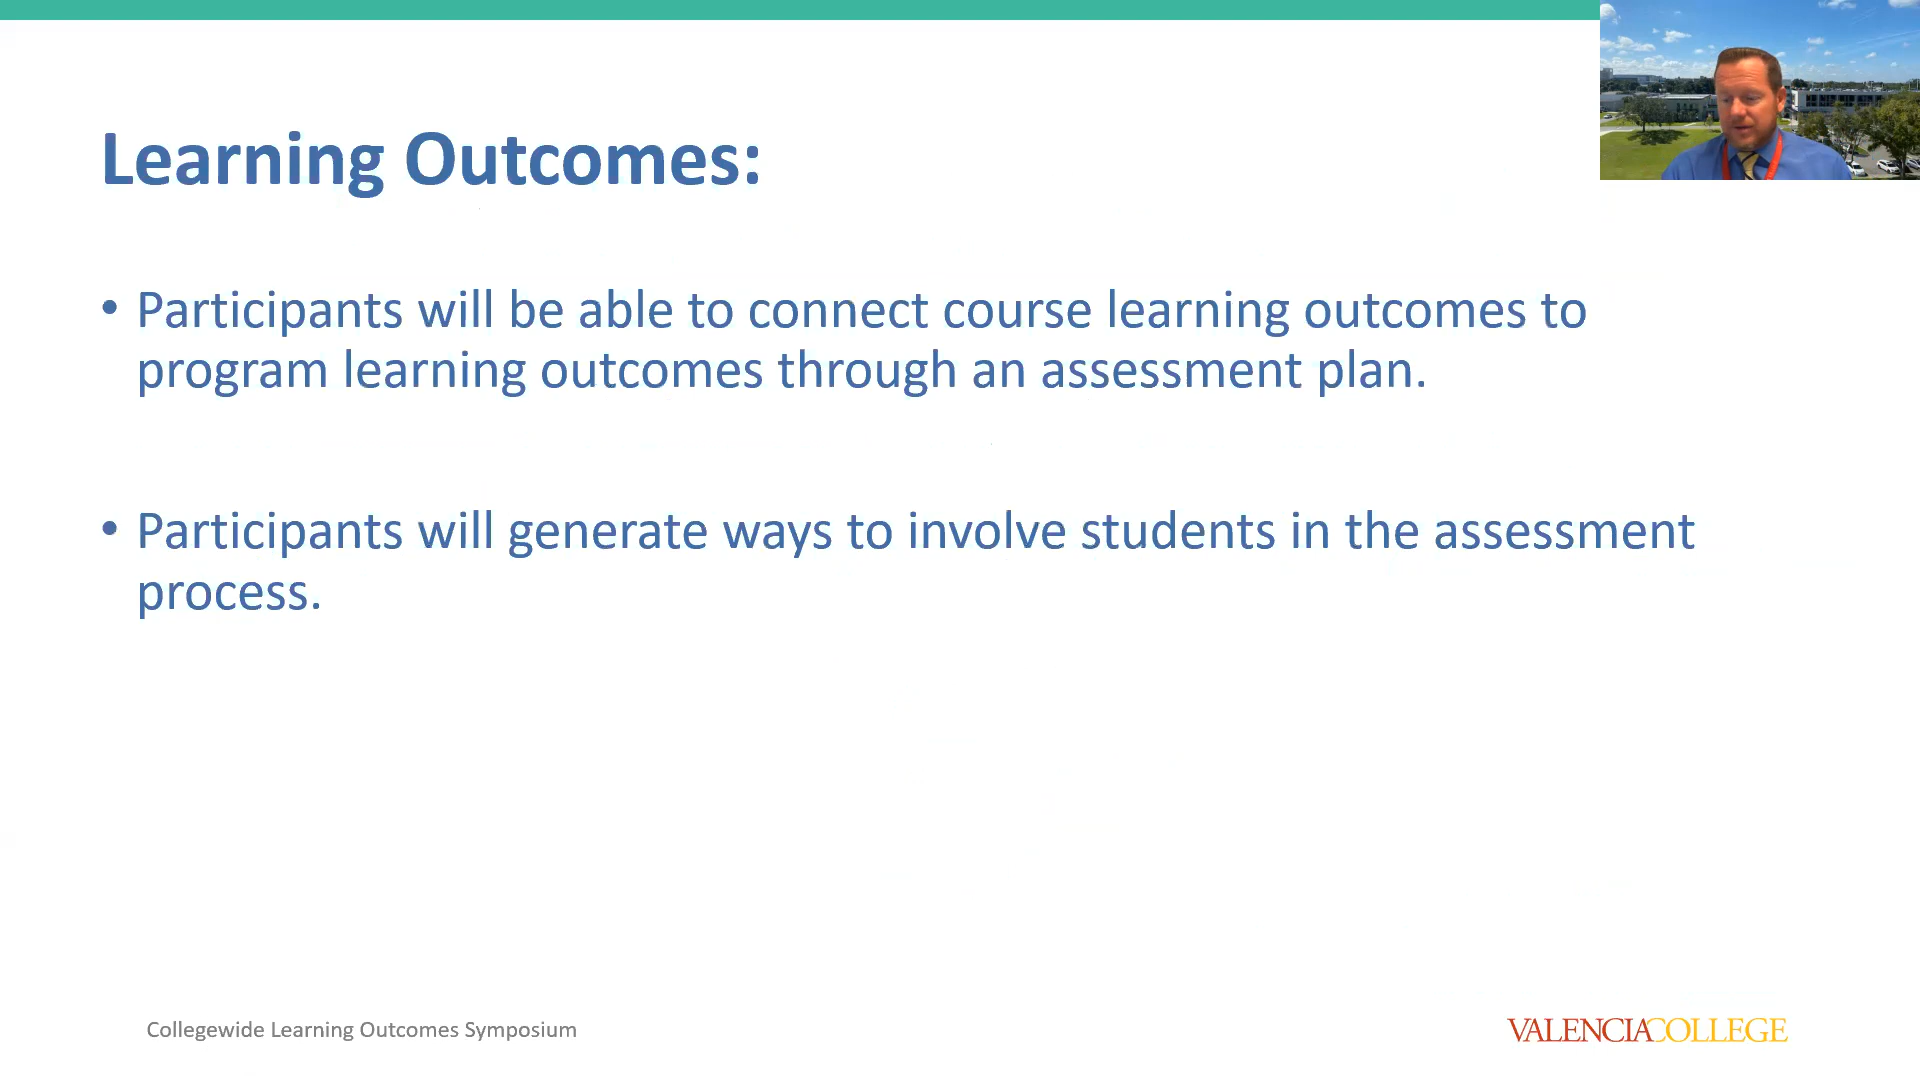 Learning Outcomes:
• Participants will be able to connect course learning outcomes to
program learning outcomes through an assessment plan.
• Participants will generate ways to involve students in the assessment
process.
Collegewide Learning Outcomes Symposium
VALENCIACOLLEGE